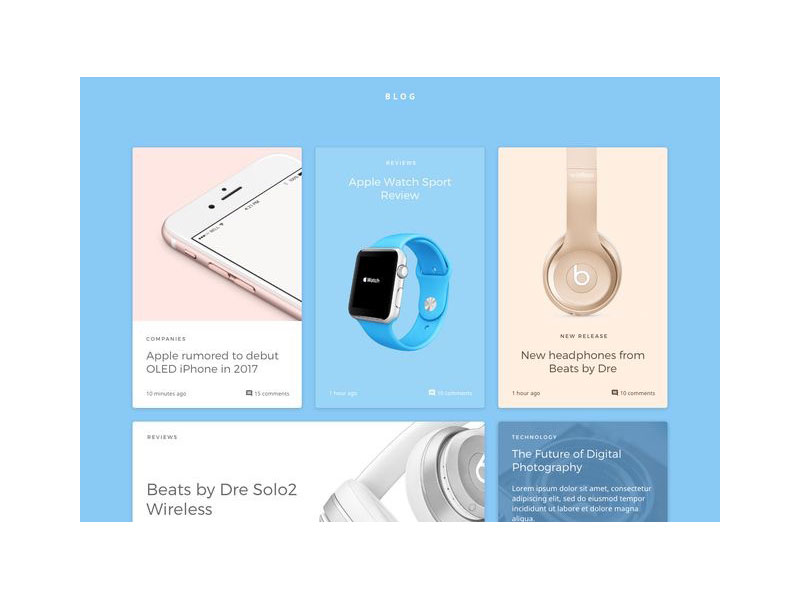 BLOG
COMPANIES
Apple rumored to debut
OLED iPhone in 2017
10 minutes ago
15 comments
REVIEWS
Apple Watch Sport
Review
WATCH
1 hour ago
19 comments
NEW RELEASE
New headphones from
Beats by Dre
1 hour ago
10 comments
REVIEWS
Beats by Dre Solo2
Wireless
TECHNOLOGY
The Future of Digital
Photography
Lorem ipsum dolor sit amet, consectetur
adipiscing elit, sed do eiusmod tempor
incididunt ut labore et dolore magna
aliqua.